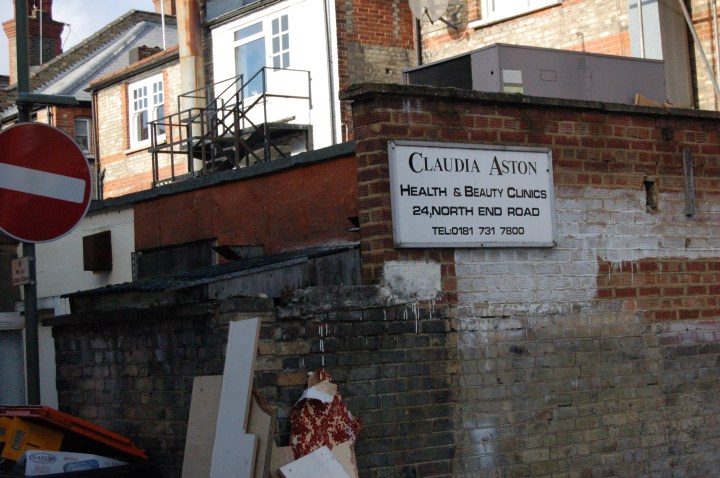 CLAUDIA ASTON
HEALTH & BEAUTY CLINICS
24,NORTH END ROAD
TEL:0181 731 7800